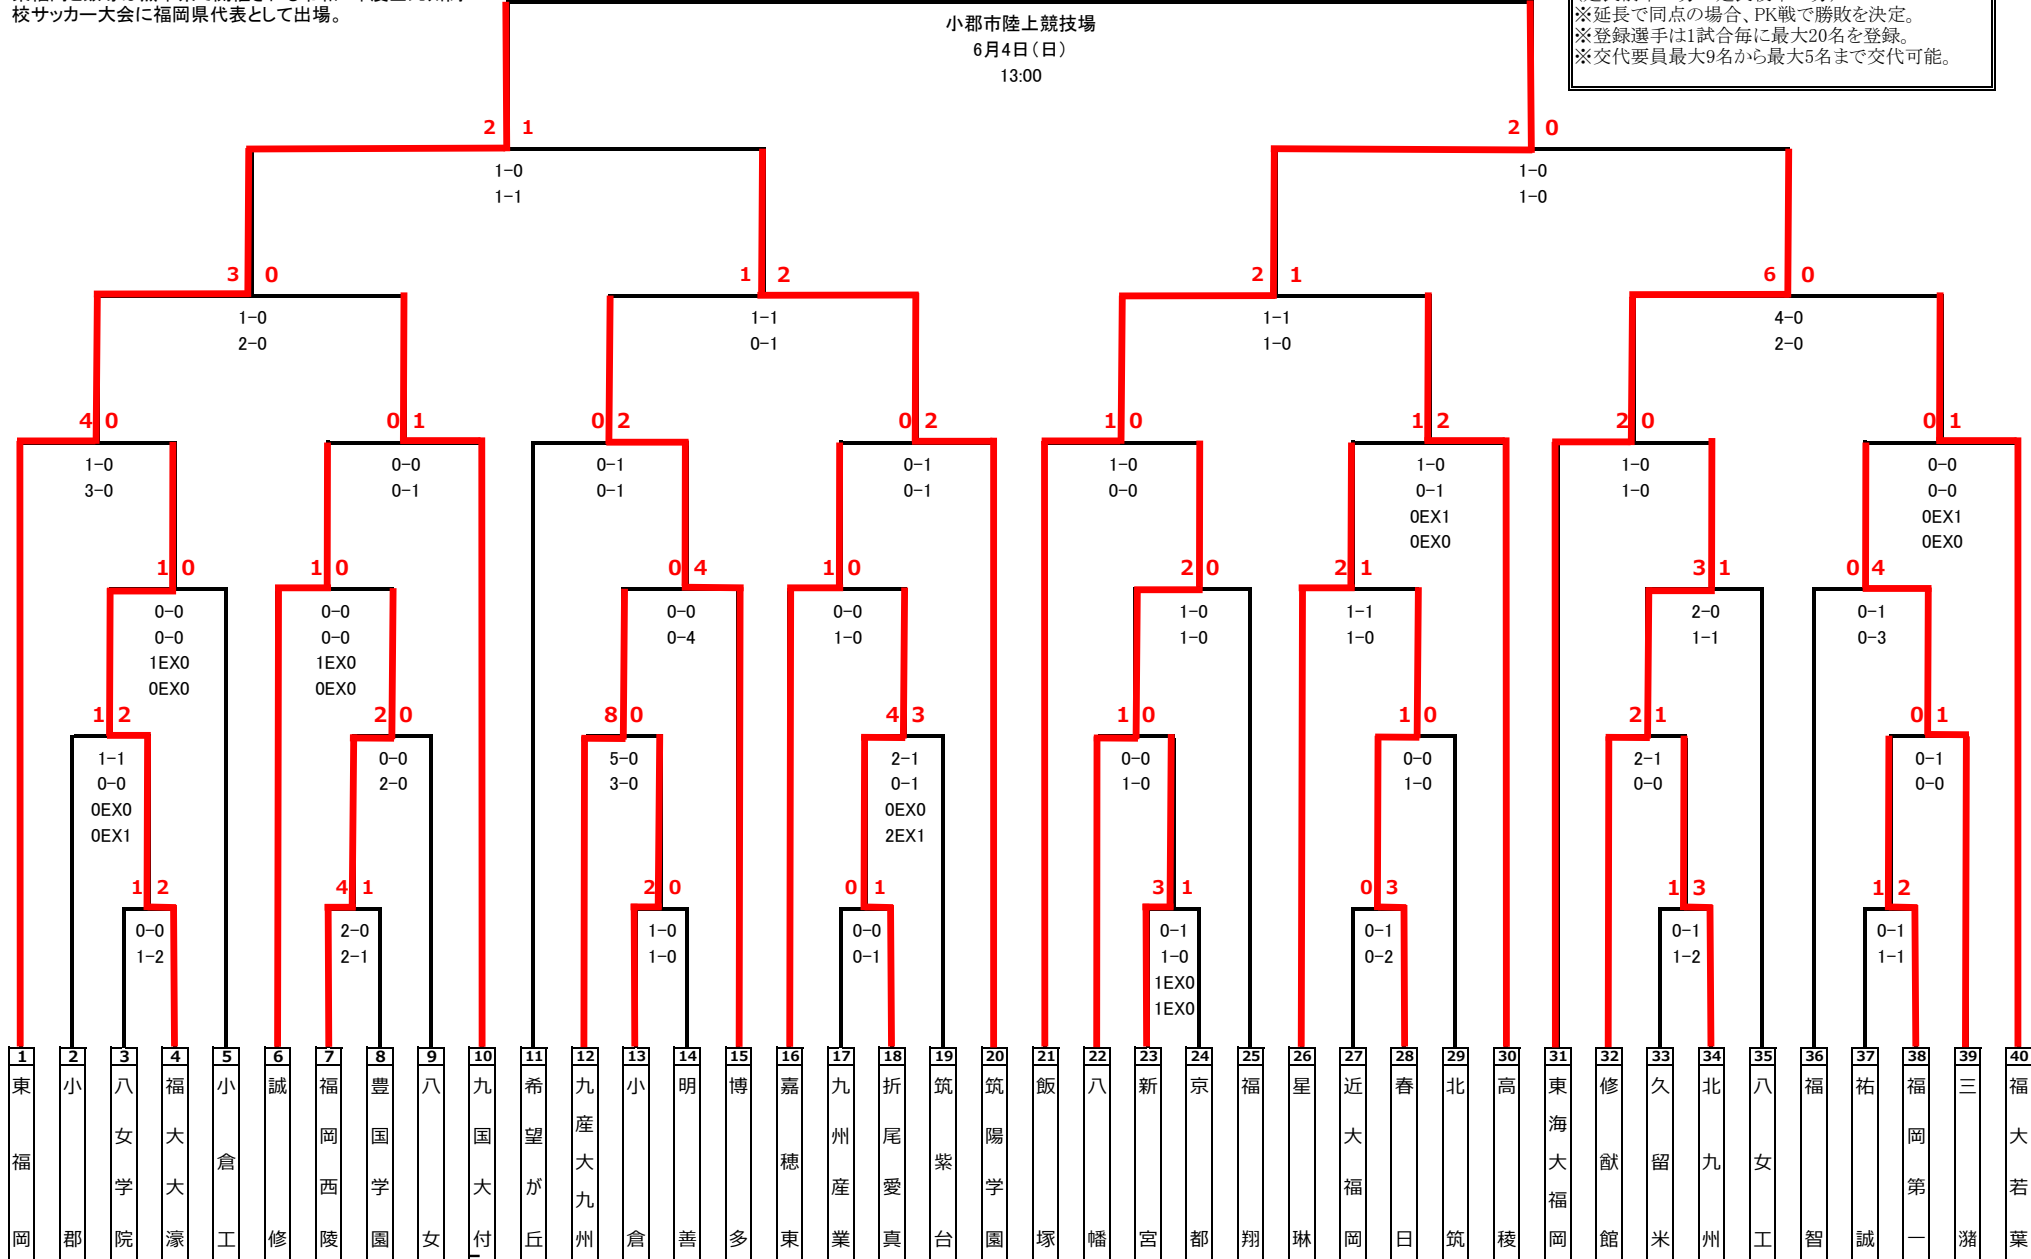 校サッカー大会に福岡県代表として出場。
小郡市陸上競技場
6月4日(日)
13:00
※延長で同点の場合、PK戦で勝敗を決定。
※登録選手は1試合毎に最大20名を登録。
※交代要員最大9名から最大5名まで交代可能。
2 1
2 0
1-0
1-1
1-0
1-0
3 0
1 2
2 1
6 0
1-0
2-0
1-1
0-1
1-1
1-0
4-0
2-0
4 0
0 1
0 2
0 2
1 0
1 2
2 0
0 1
1-0
3-0
0-0
0-1
0-1
0-1
0-1
0-1
1-0
0-0
1-0
0-1
0EX1
0EX0
1-0
1-0
0-0
0-0
0EX1
0EX0
1 0
1 0
0 4
1 0
2 0
2 1
3 1
0 4
0-0
0-0
1EX0
0EX0
0-0
0-0
1EX0
0EX0
0-0
0-4
0-0
1-0
1-0
1-0
1-1
1-0
2-0
1-1
0-1
0-3
1 2
2 0
8 0
4 3
1 0
1 0
2 1
0 1
1-1
0-0
0EX0
0EX1
0-0
2-0
5-0
3-0
2-1
0-1
0EX0
2EX1
0-0
1-0
0-0
1-0
2-1
0-0
0-1
0-0
1 2
4 1
2 0
0 1
3 1
0 3
1 3
1 2
0-0
1-2
2-0
2-1
1-0
1-0
0-0
0-1
0-1
1-0
1EX0
1EX0
0-1
0-2
0-1
1-2
0-1
1-1
1 東福岡
2 小郡
3 八女学院
4 福大大濠
5 小倉工
6 誠修
7 福岡西陵
8 豊国学園
9 八女
10 九国大付
11 希望が丘
12 九産大九州
13 小倉
14 明善
15 博多
16 嘉穂東
17 九州産業
18 折尾愛真
19 筑紫台
20 筑陽学園
21 飯塚
22 八幡
23 新宮
24 京都
25 福翔
26 星琳
27 近大福岡
28 春日
29 北筑
30 高稜
31 東海大福岡
32 修猷館
33 久留米
34 北九州
35 八女工
36 福智
37 祐誠
38 福岡第一
39 三潴
40 福大若葉